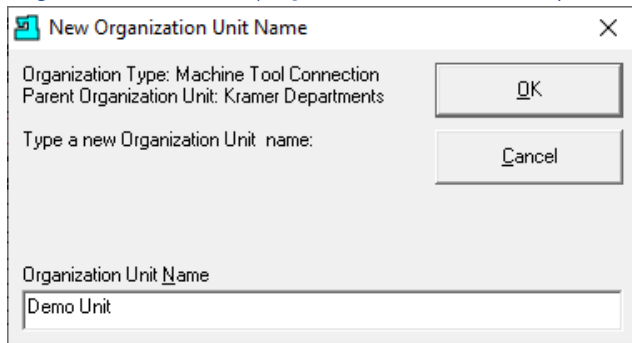 New Organization Unit Name
Organization Type: Machine Tool Connection
Parent Organization Unit: Kramer Departments
OK
Type a new Organization Unit name:
Cancel
Organization Unit Name
Demo Unit